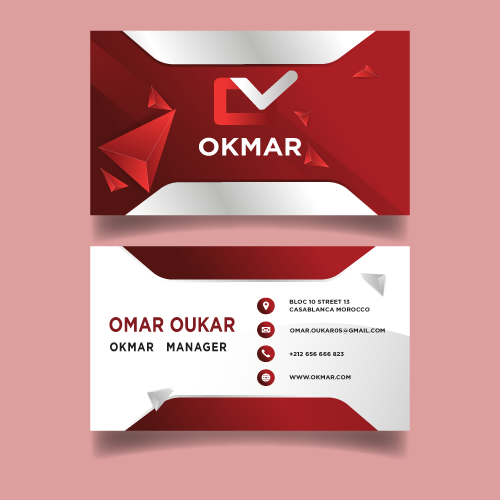 OKMAR
OMAR OUKAR
OKMAR MANAGER
BLOC 10 STREET 13
CASABLANCA MOROCCO
OMAR.OUKAR05@GMAIL.COM
+212 656 666 823
WWW.OKMAR.COM